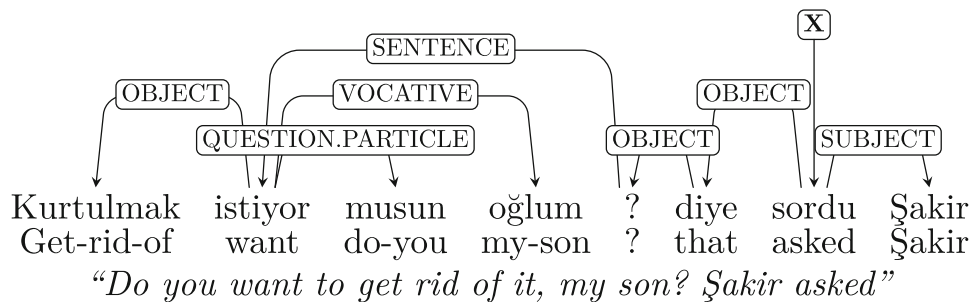 X
SENTENCE
OBJECT VOCATIVE OBJECT
QUESTION.PARTICLE OBJECT SUBJECT
Kurtulmak istiyor musun oğlum ? diye sordu Şakir
Get-rid-of want do-you my-son ? that asked Şakir
“Do you want to get rid of it, my son? Şakir asked”